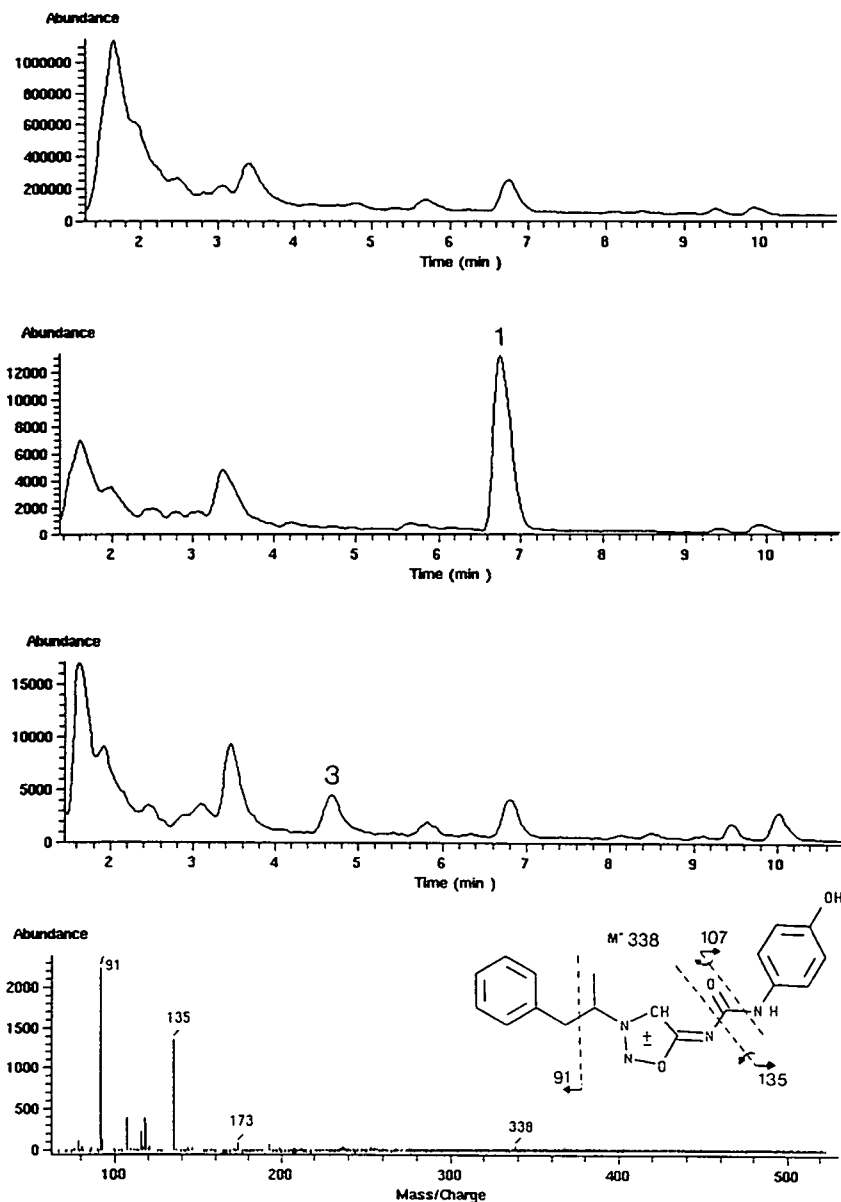 Abundance
1000000
800000
600000
400000
200000
0
2 3 4 5 6 7 8 9 10
Time (min )
Abundance
1
12000
10000
8000
6000
4000
2000
0
2 3 4 5 6 7 8 9 10
Time (min )
Abundance
15000
10000
5000
0
3
2 3 4 5 6 7 8 9 10
Time (min )
Abundance
2000
1500
1000
500
0
91
135
173
338
100 200 300 400 500
Mass/Charge
M+ 338
107
OH
O
N H
CH
N
±
N
O
N
91
135